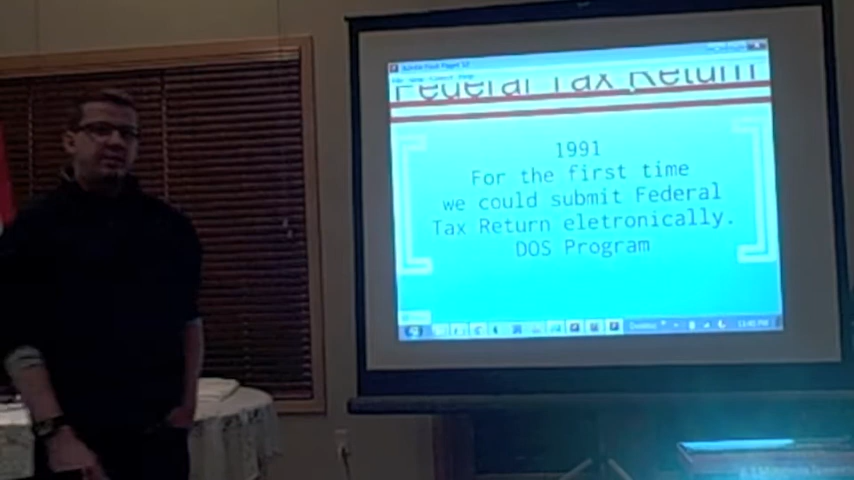 Federal Tax Return
1991
For the first time
we could submit Federal
Tax Return eletronically.
DOS Program